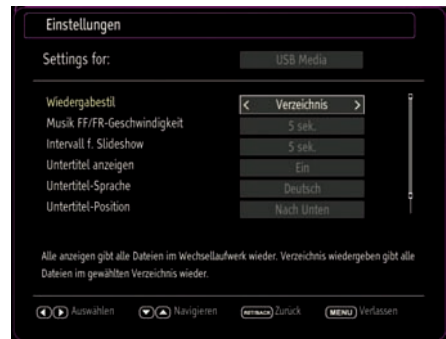 Einstellungen
Settings for: USB Media
Wiedergabestil Verzeichnis
Musik FF/FR-Geschwindigkeit 5 sek.
Intervall f. Slideshow 5 sek.
Untertitel anzeigen Ein
Untertitel-Sprache Deutsch
Untertitel-Position Nach Unten
Alle anzeigen gibt alle Dateien im Wechsellaufwerk wieder. Verzeichnis wiedergeben gibt alle
Dateien im gewählten Verzeichnis wieder.
Auswählen Navigieren RET/BACK Zurück MENU Verlassen